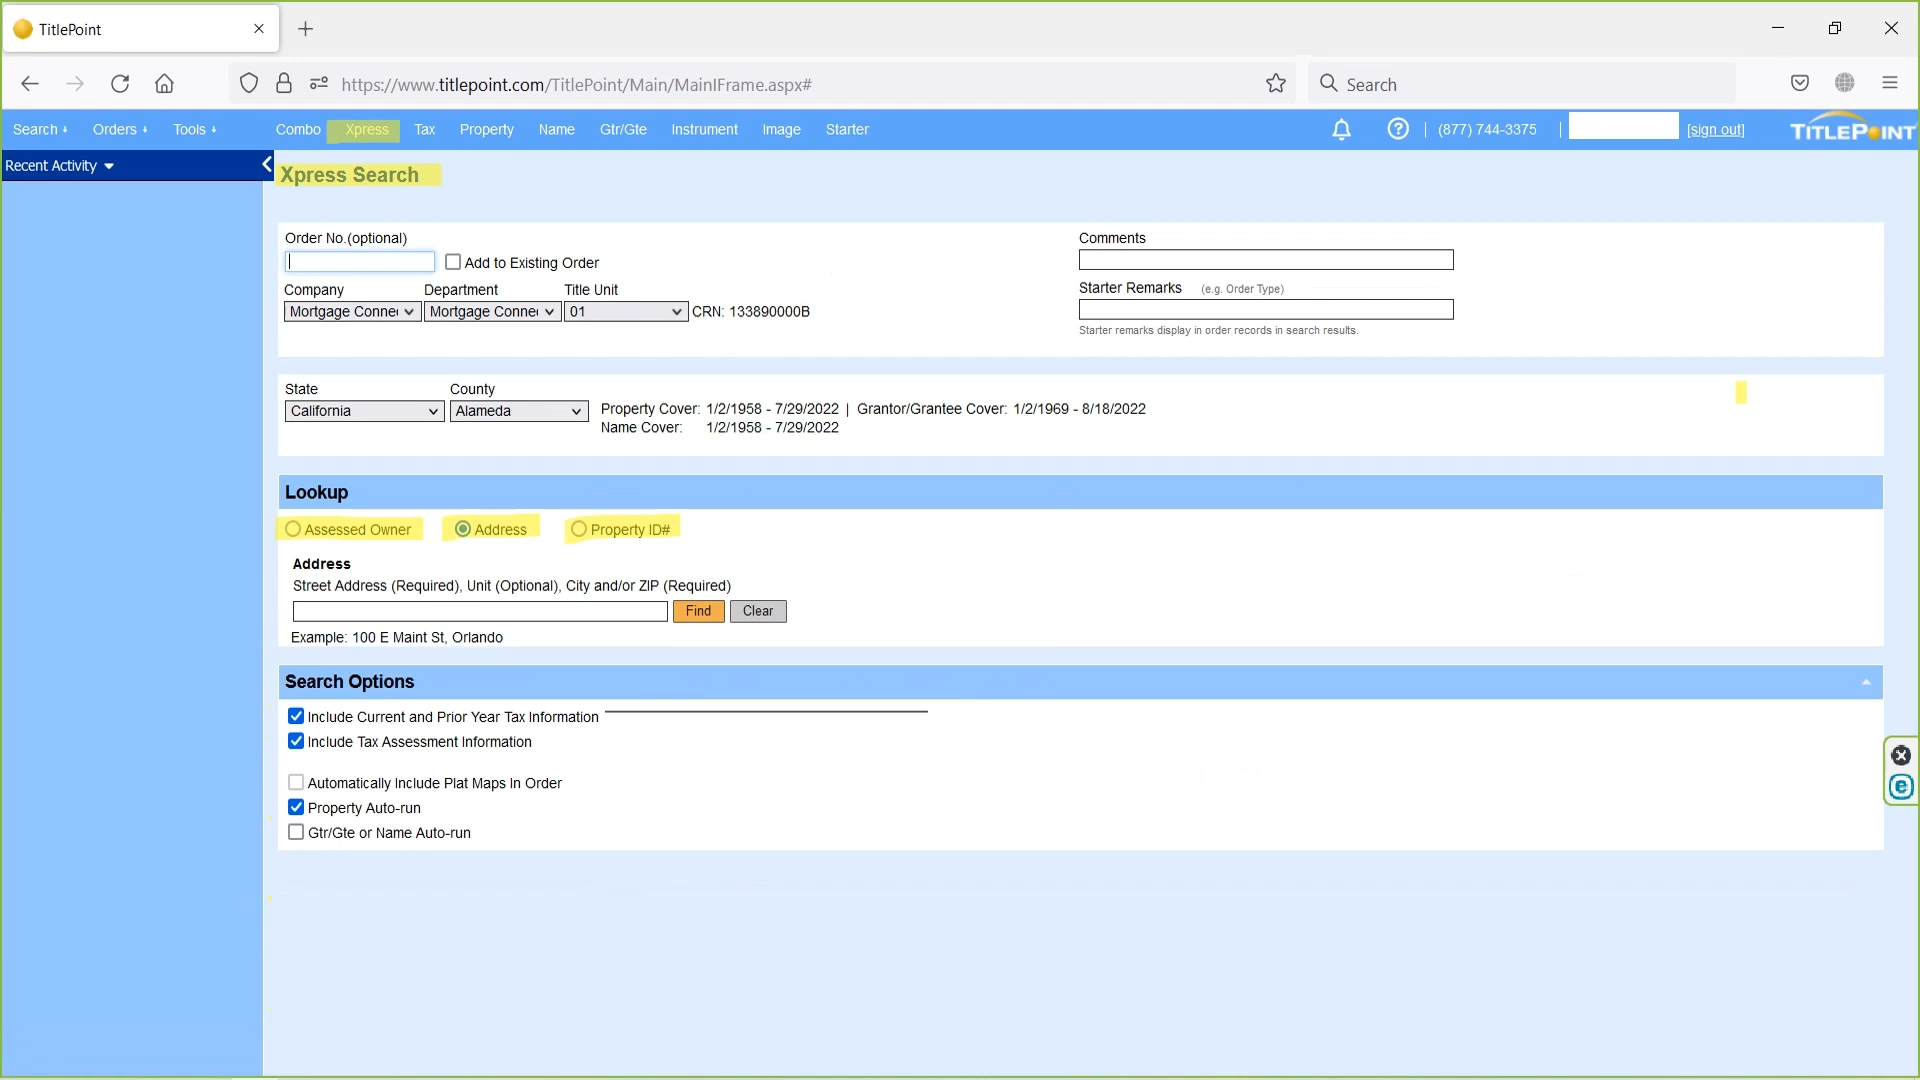 TitlePoint
https://www.titlepoint.com/TitlePoint/Main/MainIFrame.aspx#
Search
Search Orders Tools Combo Xpress Tax Property Name Gtr/Gte Instrument Image Starter (877) 744-3375 [sign out] TITLEPOINT
Recent Activity
Xpress Search
Order No.(optional) Comments
Add to Existing Order
Company Department Title Unit Starter Remarks (e.g. Order Type)
Mortgage Connec Mortgage Connec 01 CRN: 133890000B
Starter remarks display in order records in search results.
State County
California Alameda Property Cover: 1/2/1958 - 7/29/2022 | Grantor/Grantee Cover: 1/2/1969 - 8/18/2022
Name Cover: 1/2/1958 - 7/29/2022
Lookup
Assessed Owner Address Property ID#
Address
Street Address (Required), Unit (Optional), City and/or ZIP (Required)
Find Clear
Example: 100 E Maint St, Orlando
Search Options
Include Current and Prior Year Tax Information
Include Tax Assessment Information
Automatically Include Plat Maps In Order
Property Auto-run
Gtr/Gte or Name Auto-run